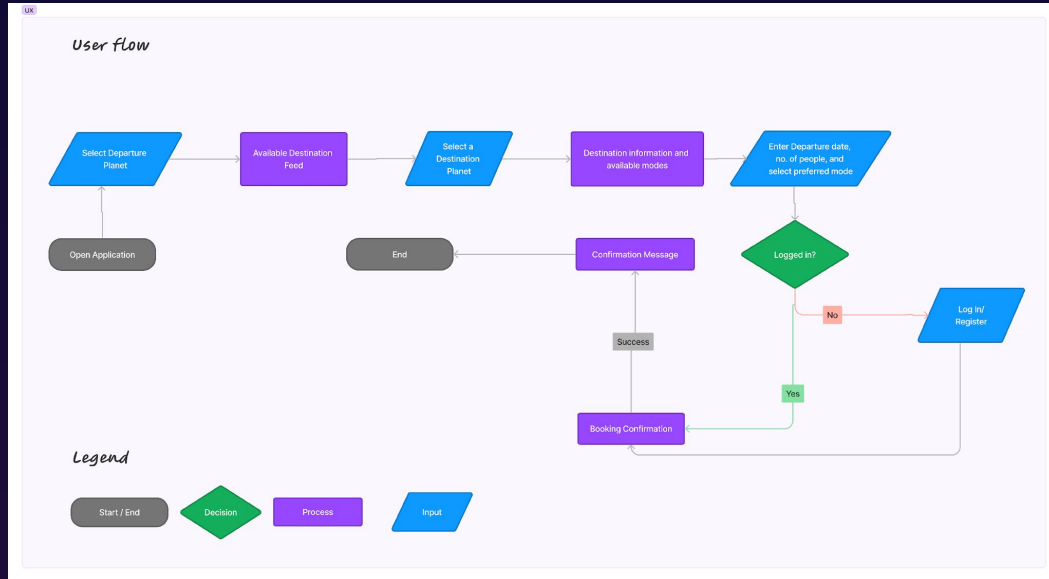 UX
User flow
Select Departure
Planet
Available Destination
Feed
Select a
Destination
Planet
Destination information and
available modes
Enter Departure date,
no. of people, and
select preferred mode
Open Application
End
Confirmation Message
Logged in?
No
Log In/
Register
Success
Yes
Booking Confirmation
Legend
Start / End
Decision
Process
Input